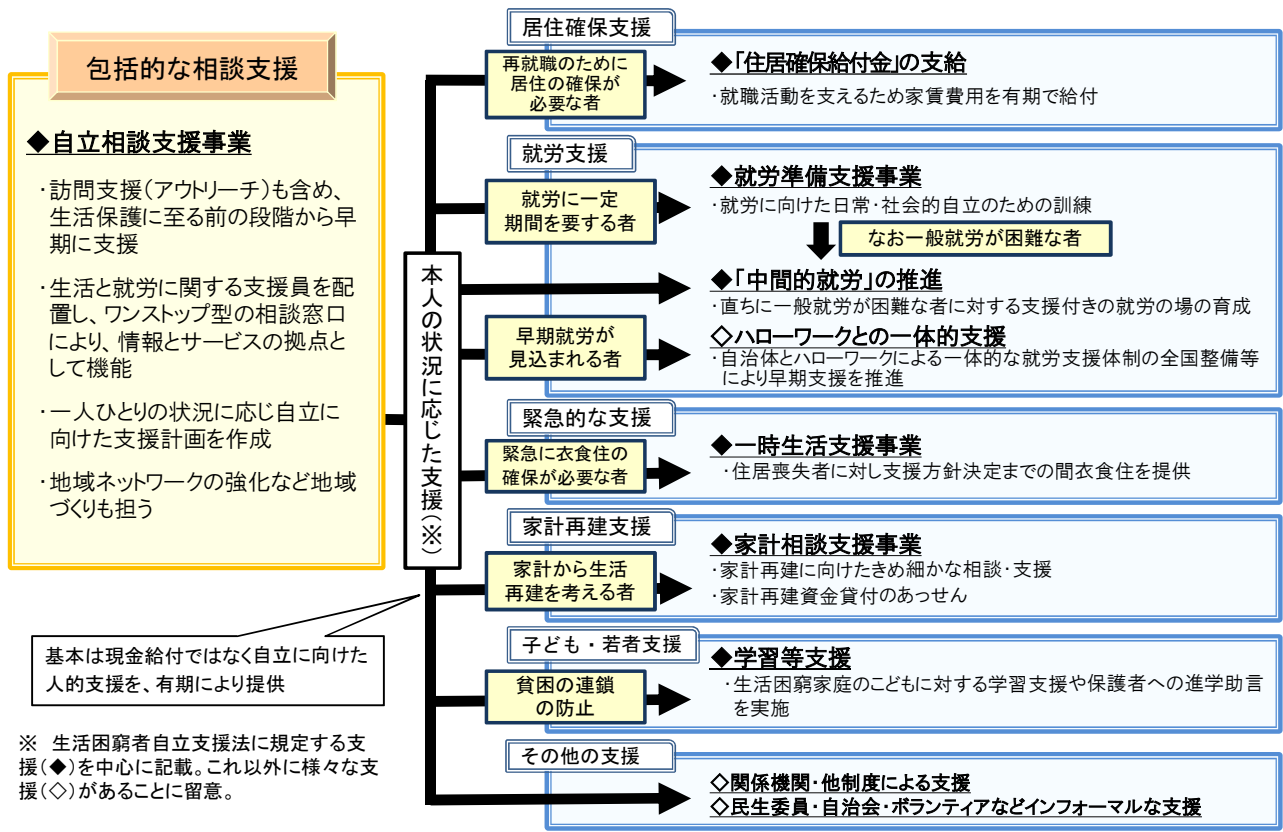 包括的な相談支援
◆自立相談支援事業
・訪問支援(アウトリーチ)も含め、
生活保護に至る前の段階から早
期に支援
・生活と就労に関する支援員を配
置し、ワンストップ型の相談窓口
により、情報とサービスの拠点と
して機能
・一人ひとりの状況に応じ自立に
向けた支援計画を作成
・地域ネットワークの強化など地域
づくりも担う
基本は現金給付ではなく自立に向けた
人的支援を、有期により提供
※ 生活困窮者自立支援法に規定する支
援(◆)を中心に記載。これ以外に様々な支
援(◇)があることに留意。
本人の状況に応じた支援(※)
居住確保支援
再就職のために
居住の確保が
必要な者
◆「住居確保給付金」の支給
・就職活動を支えるため家賃費用を有期で給付
就労支援
就労に一定
期間を要する者
◆就労準備支援事業
・就労に向けた日常・社会的自立のための訓練
なお一般就労が困難な者
◆「中間的就労」の推進
・直ちに一般就労が困難な者に対する支援付きの就労の場の育成
早期就労が
見込まれる者
◇ハローワークとの一体的支援
・自治体とハローワークによる一体的な就労支援体制の全国整備等
により早期支援を推進
緊急的な支援
緊急に衣食住の
確保が必要な者
◆一時生活支援事業
・住居喪失者に対し支援方針決定までの間衣食住を提供
家計再建支援
家計から生活
再建を考える者
◆家計相談支援事業
・家計再建に向けたきめ細かな相談・支援
・家計再建資金貸付のあっせん
子ども・若者支援
貧困の連鎖
の防止
◆学習等支援
・生活困窮家庭のこどもに対する学習支援や保護者への進学助言
を実施
その他の支援
◇関係機関・他制度による支援
◇民生委員・自治会・ボランティアなどインフォーマルな支援